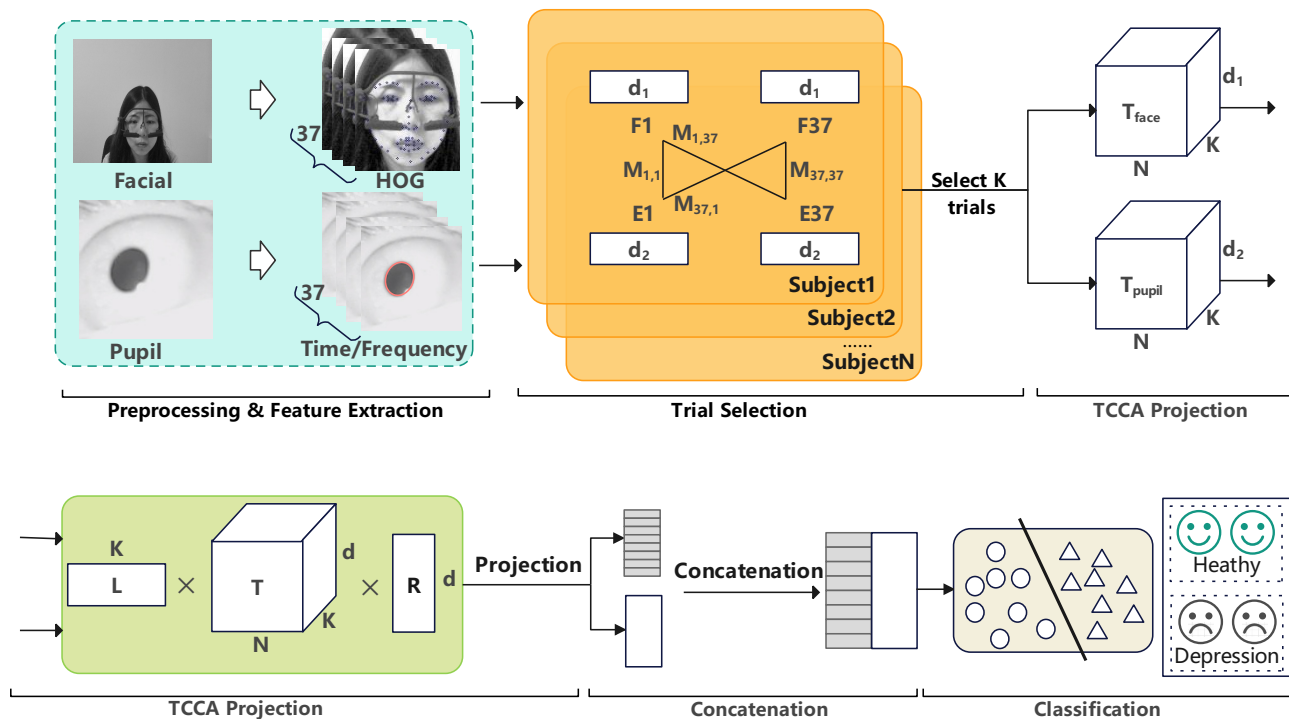 37
Facial
HOG
37
Pupil
Time/Frequency
Preprocessing & Feature Extraction
d₁
d₁
F1
F37
M₁,₃₇
M₁,₁
M₃₇,₃₇
M₃₇,₁
E1
E37
d₂
d₂
Subject1
Subject2
......
SubjectN
Trial Selection
Select K
trials
T_face
d₁
K
N
T_pupil
d₂
K
N
TCCA Projection
K
L
×
T
d
K
N
×
R
d
TCCA Projection
Projection
Concatenation
Concatenation
Classification
Heathy
Depression